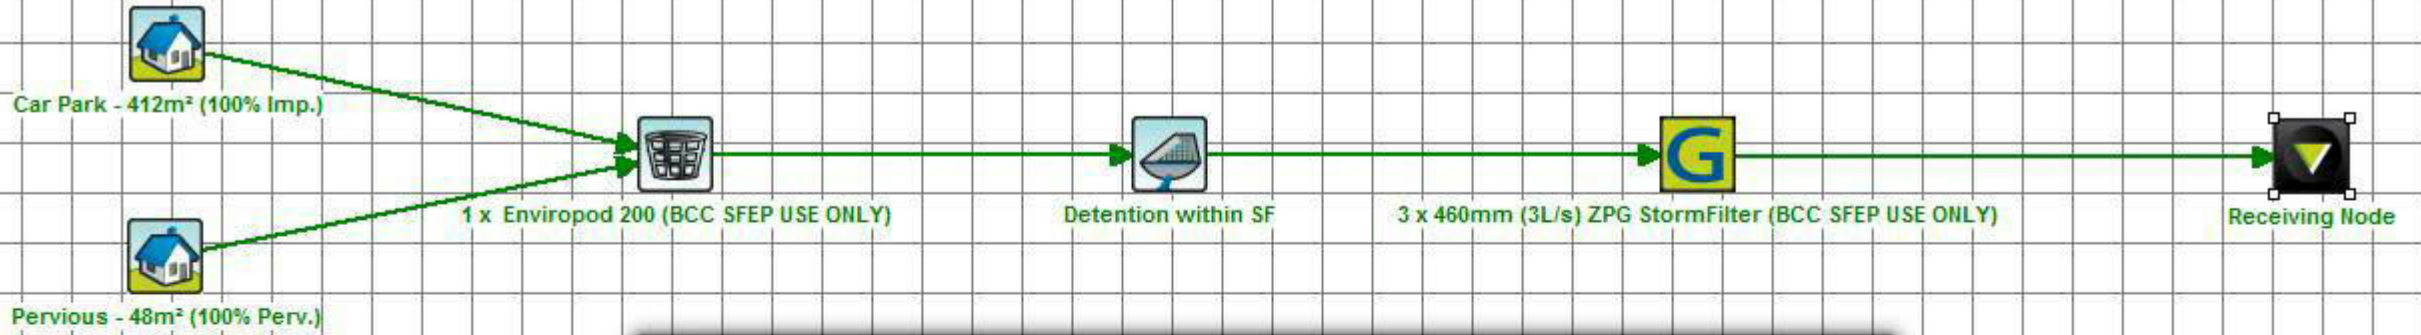 Car Park - 412m² (100% Imp.)
1 x Enviropod 200 (BCC SFEP USE ONLY)
Detention within SF
G
3 x 460mm (3L/s) ZPG StormFilter (BCC SFEP USE ONLY)
Receiving Node
Pervious - 48m² (100% Perv.)